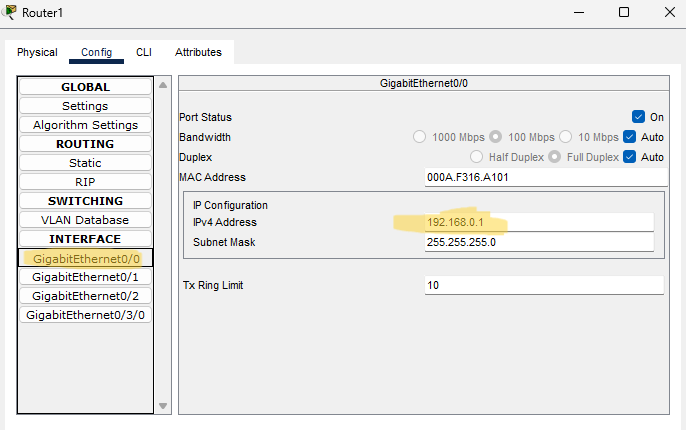 Router1
Physical Config CLI Attributes
GLOBAL
Settings
Algorithm Settings
ROUTING
Static
RIP
SWITCHING
VLAN Database
INTERFACE
GigabitEthernet0/0
GigabitEthernet0/1
GigabitEthernet0/2
GigabitEthernet0/3/0
GigabitEthernet0/0
Port Status On
Bandwidth 1000 Mbps 100 Mbps 10 Mbps Auto
Duplex Half Duplex Full Duplex Auto
MAC Address 000A.F316.A101
IP Configuration
IPv4 Address 192.168.0.1
Subnet Mask 255.255.255.0
Tx Ring Limit 10